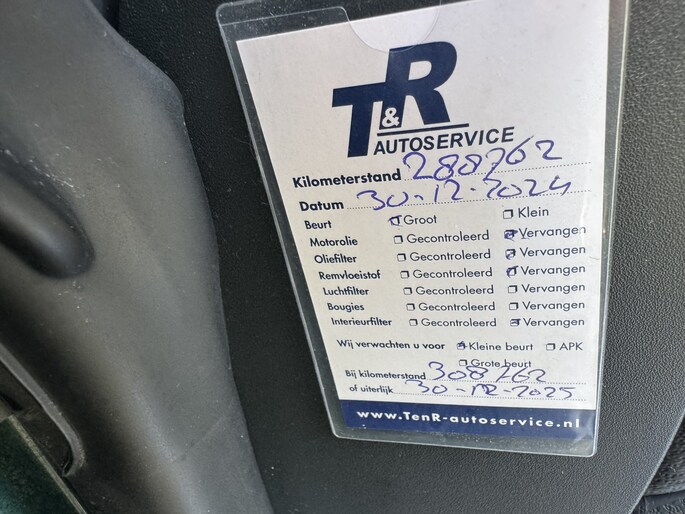 T&R
AUTOSERVICE
Kilometerstand 288762
Datum 30-12-2024
Beurt Groot Klein
Motorolie Gecontroleerd Vervangen
Oliefilter Gecontroleerd Vervangen
Remvloeistof Gecontroleerd Vervangen
Luchtfilter Gecontroleerd Vervangen
Bougies Gecontroleerd Vervangen
Interieurfilter Gecontroleerd Vervangen
Wij verwachten u voor Kleine beurt APK
Grote beurt
Bij kilometerstand 308762
of uiterlijk 30-12-2025
www.TenR-autoservice.nl